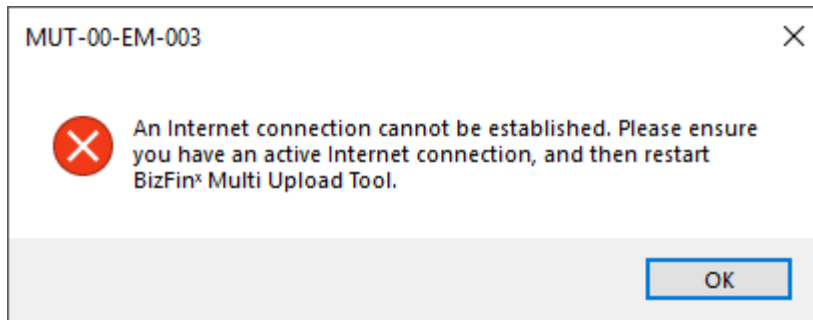 MUT-00-EM-003
An Internet connection cannot be established. Please ensure
you have an active Internet connection, and then restart
BizFinˣ Multi Upload Tool.
OK